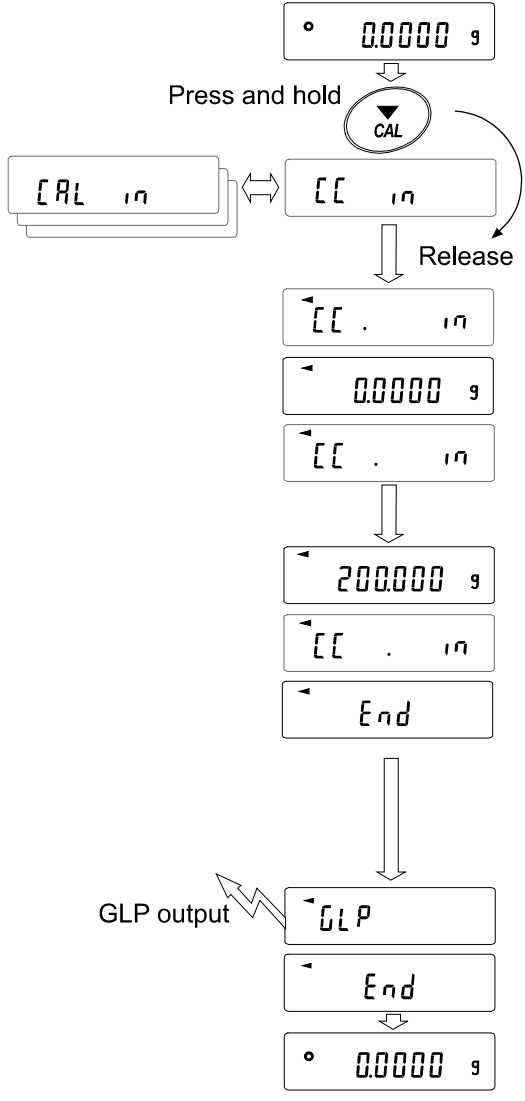 0.0000 g
Press and hold
CAL
CAL in
CC in
Release
CC . in
0.0000 g
CC . in
200.000 g
CC . in
End
GLP output
GLP
End
0.0000 g